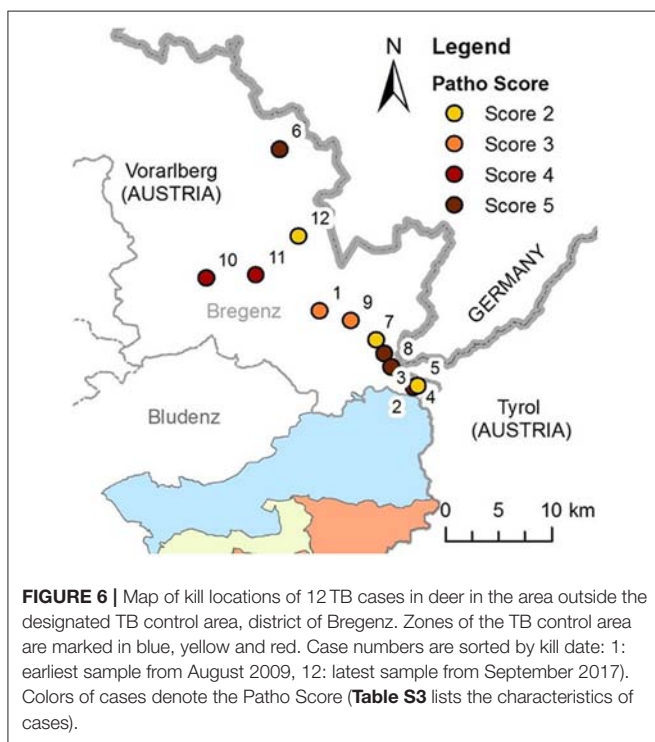 N
Legend
Patho Score
Score 2
Score 3
Score 4
Score 5
6
Vorarlberg
(AUSTRIA)
12
10
11
Bregenz
1
9
7
8
GERMANY
3
5
2
4
Bludenz
Tyrol
(AUSTRIA)
0 5 10 km
FIGURE 6 | Map of kill locations of 12 TB cases in deer in the area outside the
designated TB control area, district of Bregenz. Zones of the TB control area
are marked in blue, yellow and red. Case numbers are sorted by kill date: 1:
earliest sample from August 2009, 12: latest sample from September 2017).
Colors of cases denote the Patho Score (Table S3 lists the characteristics of
cases).